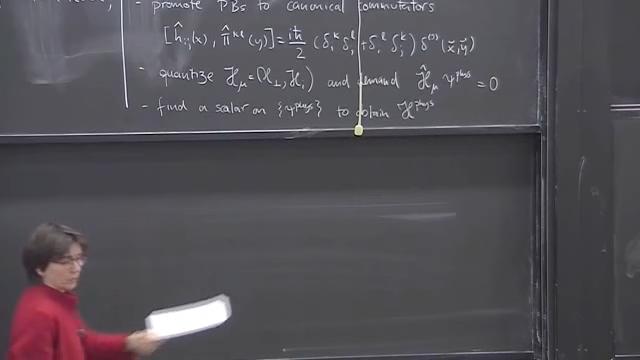 - promote PBs to canonical commutators
[ĥ_ij(x), π̂^kl(y)] = iħ/2 (δ_i^k δ_j^l + δ_i^l δ_j^k) δ^(3)(x⃗,y⃗)
- quantize ℋ_μ = (ℋ_⊥, ℋ_i) and demand ℋ̂_μ ψ^phys = 0
- find a scalar on {ψ^phys} to obtain ℋ^phys